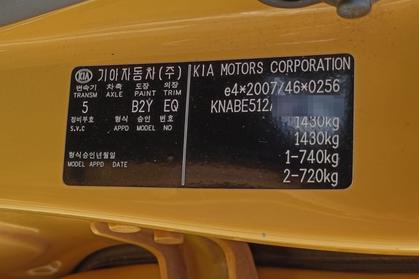 KIA 기아자동차(주)
변속기 차축 도장 의장
TRANSM AXLE PAINT TRIM
5 B2Y EQ
정비부호 형식 승인 번호
S.V.C APPD MODEL NO
형식승인년월일
MODEL APPD DATE
KIA MOTORS CORPORATION
e4*2007/46*0256
KNABE512
1430kg
1430kg
1-740kg
2-720kg